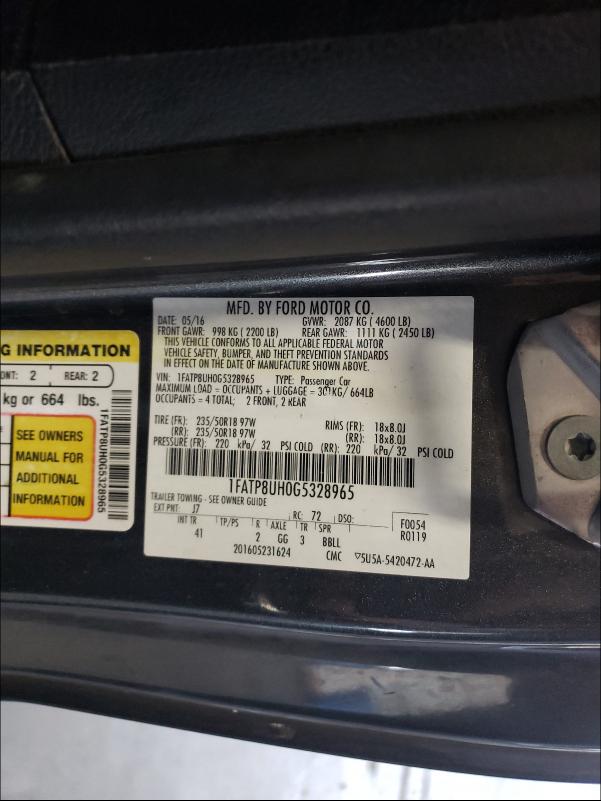 G INFORMATION
ONT: 2 REAR: 2
kg or 664 lbs.
SEE OWNERS
MANUAL FOR
ADDITIONAL
INFORMATION
1FATP8UH0G5328965
MFD. BY FORD MOTOR CO.
DATE: 05/16 GVWR: 2087 KG ( 4600 LB)
FRONT GAWR: 998 KG ( 2200 LB) REAR GAWR: 1111 KG ( 2450 LB)
THIS VEHICLE CONFORMS TO ALL APPLICABLE FEDERAL MOTOR
VEHICLE SAFETY, BUMPER, AND THEFT PREVENTION STANDARDS
IN EFFECT ON THE DATE OF MANUFACTURE SHOWN ABOVE.
VIN: 1FATP8UH0G5328965 TYPE: Passenger Car
MAXIMUM LOAD = OCCUPANTS + LUGGAGE = 301KG/ 664LB
OCCUPANTS = 4 TOTAL; 2 FRONT, 2 REAR
TIRE (FR): 235/50R18 97W RIMS (FR): 18x8.0J
(RR): 235/50R18 97W (RR): 18x8.0J
PRESSURE (FR): 220 kPa/ 32 PSI COLD (RR): 220 kPa/ 32 PSI COLD
1FATP8UH0G5328965
TRAILER TOWING - SEE OWNER GUIDE
EXT PNT: J7 RC: 72 DSO: F0054
INT TR TP/PS R AXLE TR SPR R0119
41 2 GG 3 BBLL
201605231624 CMC ▽5U5A-5420472-AA